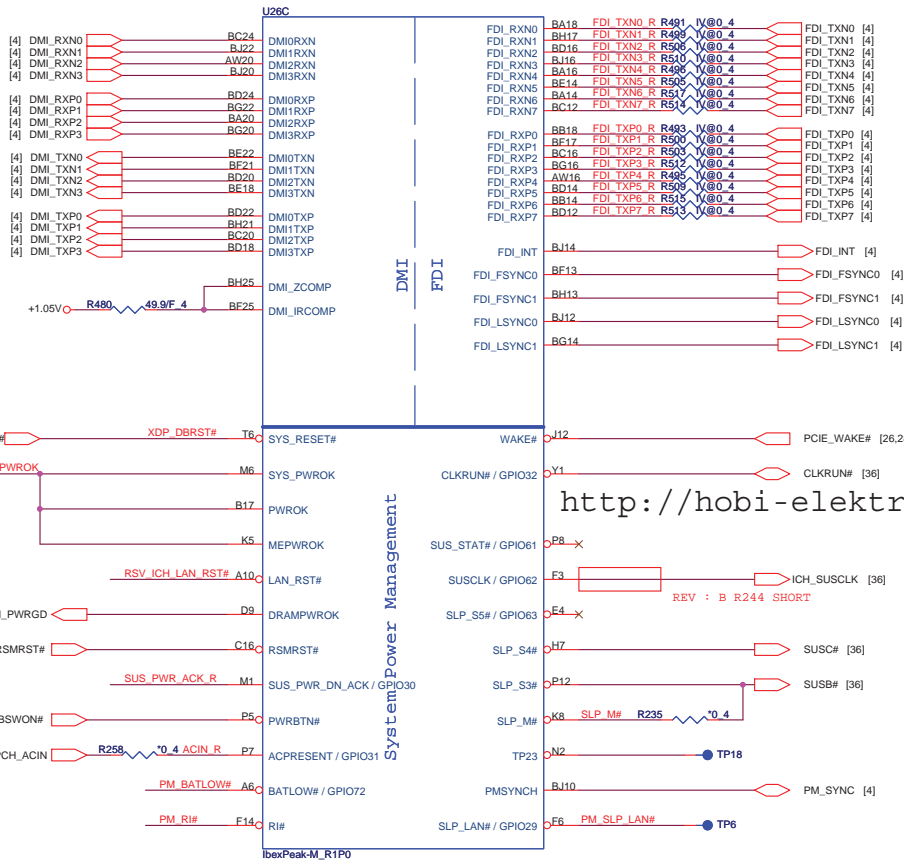 U26C
[4] DMI_RXN0 BC24 DMI0RXN
[4] DMI_RXN1 BJ22 DMI1RXN
[4] DMI_RXN2 AW20 DMI2RXN
[4] DMI_RXN3 BJ20 DMI3RXN
[4] DMI_RXP0 BD24 DMI0RXP
[4] DMI_RXP1 BG22 DMI1RXP
[4] DMI_RXP2 BA20 DMI2RXP
[4] DMI_RXP3 BG20 DMI3RXP
[4] DMI_TXN0 BE22 DMI0TXN
[4] DMI_TXN1 BF21 DMI1TXN
[4] DMI_TXN2 BD20 DMI2TXN
[4] DMI_TXN3 BE18 DMI3TXN
[4] DMI_TXP0 BD22 DMI0TXP
[4] DMI_TXP1 BH21 DMI1TXP
[4] DMI_TXP2 BC20 DMI2TXP
[4] DMI_TXP3 BD18 DMI3TXP
BH25 DMI_ZCOMP
+1.05V R480 49.9/F_4 BF25 DMI_IRCOMP
DMI
FDI
FDI_RXN0 BA18 FDI_TXN0_R R491 IV@0_4 FDI_TXN0 [4]
FDI_RXN1 BH17 FDI_TXN1_R R499 IV@0_4 FDI_TXN1 [4]
FDI_RXN2 BD16 FDI_TXN2_R R506 IV@0_4 FDI_TXN2 [4]
FDI_RXN3 BJ16 FDI_TXN3_R R510 IV@0_4 FDI_TXN3 [4]
FDI_RXN4 BA16 FDI_TXN4_R R496 IV@0_4 FDI_TXN4 [4]
FDI_RXN5 BE14 FDI_TXN5_R R505 IV@0_4 FDI_TXN5 [4]
FDI_RXN6 BA14 FDI_TXN6_R R517 IV@0_4 FDI_TXN6 [4]
FDI_RXN7 BC12 FDI_TXN7_R R514 IV@0_4 FDI_TXN7 [4]
FDI_RXP0 BB18 FDI_TXP0_R R493 IV@0_4 FDI_TXP0 [4]
FDI_RXP1 BF17 FDI_TXP1_R R500 IV@0_4 FDI_TXP1 [4]
FDI_RXP2 BC16 FDI_TXP2_R R503 IV@0_4 FDI_TXP2 [4]
FDI_RXP3 BG16 FDI_TXP3_R R512 IV@0_4 FDI_TXP3 [4]
FDI_RXP4 AW16 FDI_TXP4_R R495 IV@0_4 FDI_TXP4 [4]
FDI_RXP5 BD14 FDI_TXP5_R R509 IV@0_4 FDI_TXP5 [4]
FDI_RXP6 BB14 FDI_TXP6_R R515 IV@0_4 FDI_TXP6 [4]
FDI_RXP7 BD12 FDI_TXP7_R R513 IV@0_4 FDI_TXP7 [4]
FDI_INT BJ14 FDI_INT [4]
FDI_FSYNC0 BF13 FDI_FSYNC0 [4]
FDI_FSYNC1 BH13 FDI_FSYNC1 [4]
FDI_LSYNC0 BJ12 FDI_LSYNC0 [4]
FDI_LSYNC1 BG14 FDI_LSYNC1 [4]
# XDP_DBRST# T6 SYS_RESET#
PWROK M6 SYS_PWROK
B17 PWROK
K5 MEPWROK
RSV_ICH_LAN_RST# A10 LAN_RST#
_PWRGD D9 DRAMPWROK
RSMRST# C16 RSMRST#
SUS_PWR_ACK_R M1 SUS_PWR_DN_ACK / GPIO30
BSWON# P5 PWRBTN#
PCH_ACIN R258 *0_4 ACIN_R P7 ACPRESENT / GPIO31
PM_BATLOW# A6 BATLOW# / GPIO72
PM_RI# F14 RI#
System Power Management
WAKE# J12 PCIE_WAKE# [26,2
CLKRUN# / GPIO32 Y1 CLKRUN# [36]
http://hobi-elektr
SUS_STAT# / GPIO61 P8
SUSCLK / GPIO62 F3 ICH_SUSCLK [36]
REV : B R244 SHORT
SLP_S5# / GPIO63 E4
SLP_S4# H7 SUSC# [36]
SLP_S3# P12 SUSB# [36]
SLP_M# K8 SLP_M# R235 *0_4
TP23 N2 TP18
PMSYNCH BJ10 PM_SYNC [4]
SLP_LAN# / GPIO29 F6 PM_SLP_LAN# TP6
IbexPeak-M_R1P0